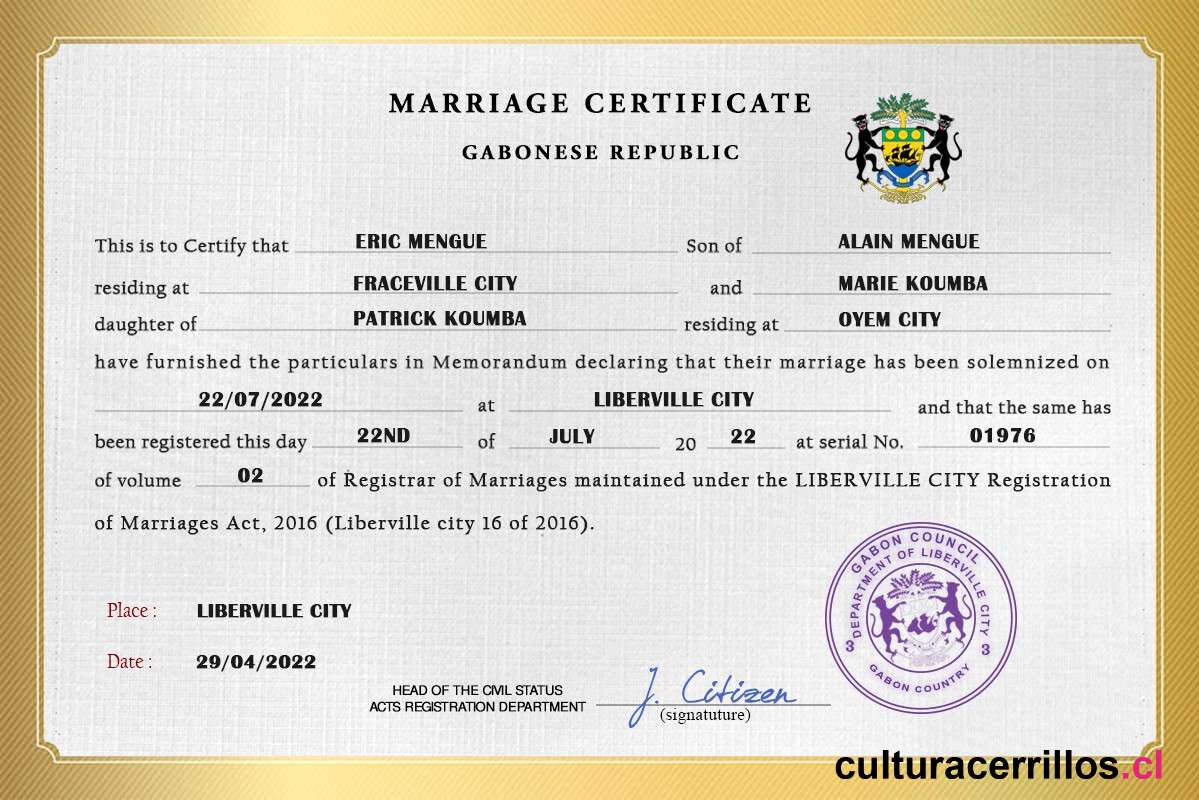 MARRIAGE CERTIFICATE
GABONESE REPUBLIC
This is to Certify that ERIC MENGUE Son of ALAIN MENGUE
residing at FRACEVILLE CITY and MARIE KOUMBA
daughter of PATRICK KOUMBA residing at OYEM CITY
have furnished the particulars in Memorandum declaring that their marriage has been solemnized on
22/07/2022 at LIBERVILLE CITY and that the same has
been registered this day 22ND of JULY 20 22 at serial No. 01976
of volume 02 of Registrar of Marriages maintained under the LIBERVILLE CITY Registration
of Marriages Act, 2016 (Liberville city 16 of 2016).
GABON COUNCIL
DEPARTMENT OF LIBERVILLE CITY
3 3
GABON COUNTRY
Place : LIBERVILLE CITY
Date : 29/04/2022
HEAD OF THE CIVIL STATUS
ACTS REGISTRATION DEPARTMENT
J. Citizen
(signatuture)
culturacerrillos.cl